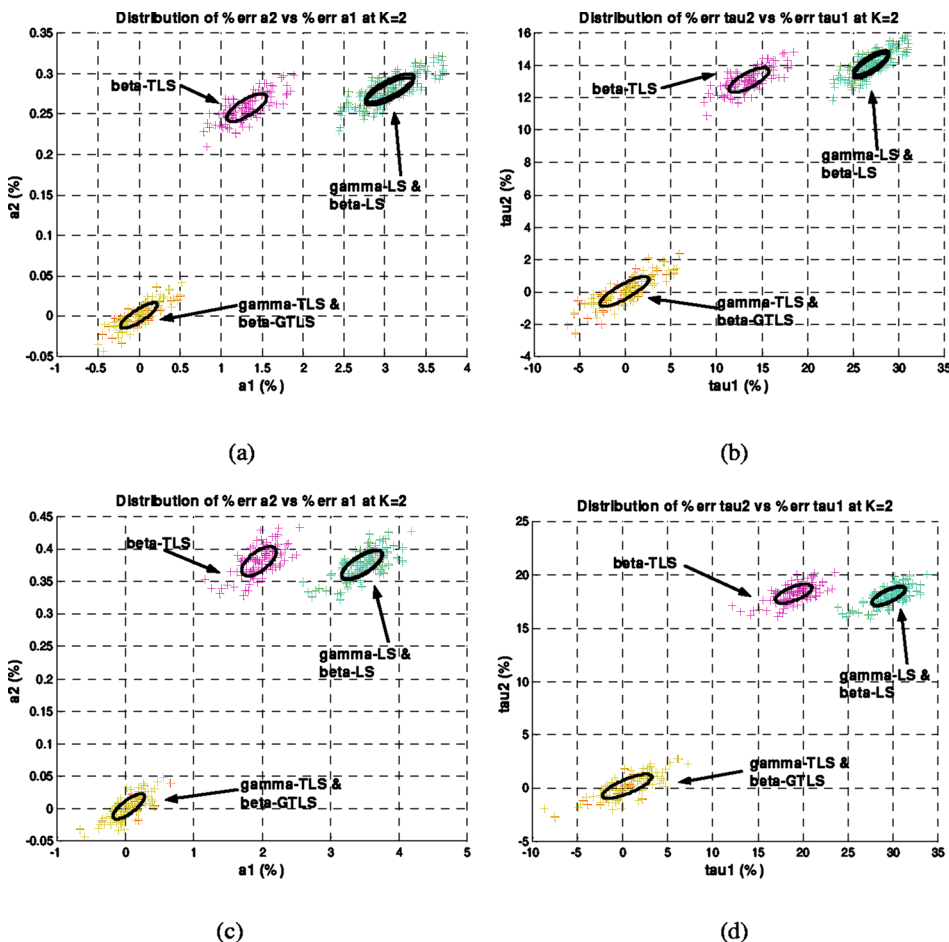 Distribution of %err a2 vs %err a1 at K=2
0.35
0.3
0.25
0.2
0.15
0.1
0.05
0
-0.05
a2 (%)
beta-TLS
gamma-LS &
beta-LS
gamma-TLS &
beta-GTLS
-1 -0.5 0 0.5 1 1.5 2 2.5 3 3.5 4
a1 (%)
(a)
Distribution of %err tau2 vs %err tau1 at K=2
16
14
12
10
8
6
4
2
0
-2
-4
tau2 (%)
beta-TLS
gamma-LS &
beta-LS
gamma-TLS &
beta-GTLS
-10 -5 0 5 10 15 20 25 30 35
tau1 (%)
(b)
Distribution of %err a2 vs %err a1 at K=2
0.45
0.4
0.35
0.3
0.25
0.2
0.15
0.1
0.05
0
-0.05
a2 (%)
beta-TLS
gamma-LS &
beta-LS
gamma-TLS &
beta-GTLS
-1 0 1 2 3 4 5
a1 (%)
(c)
Distribution of %err tau2 vs %err tau1 at K=2
25
20
15
10
5
0
-5
tau2 (%)
beta-TLS
gamma-LS &
beta-LS
gamma-TLS &
beta-GTLS
-10 -5 0 5 10 15 20 25 30 35
tau1 (%)
(d)